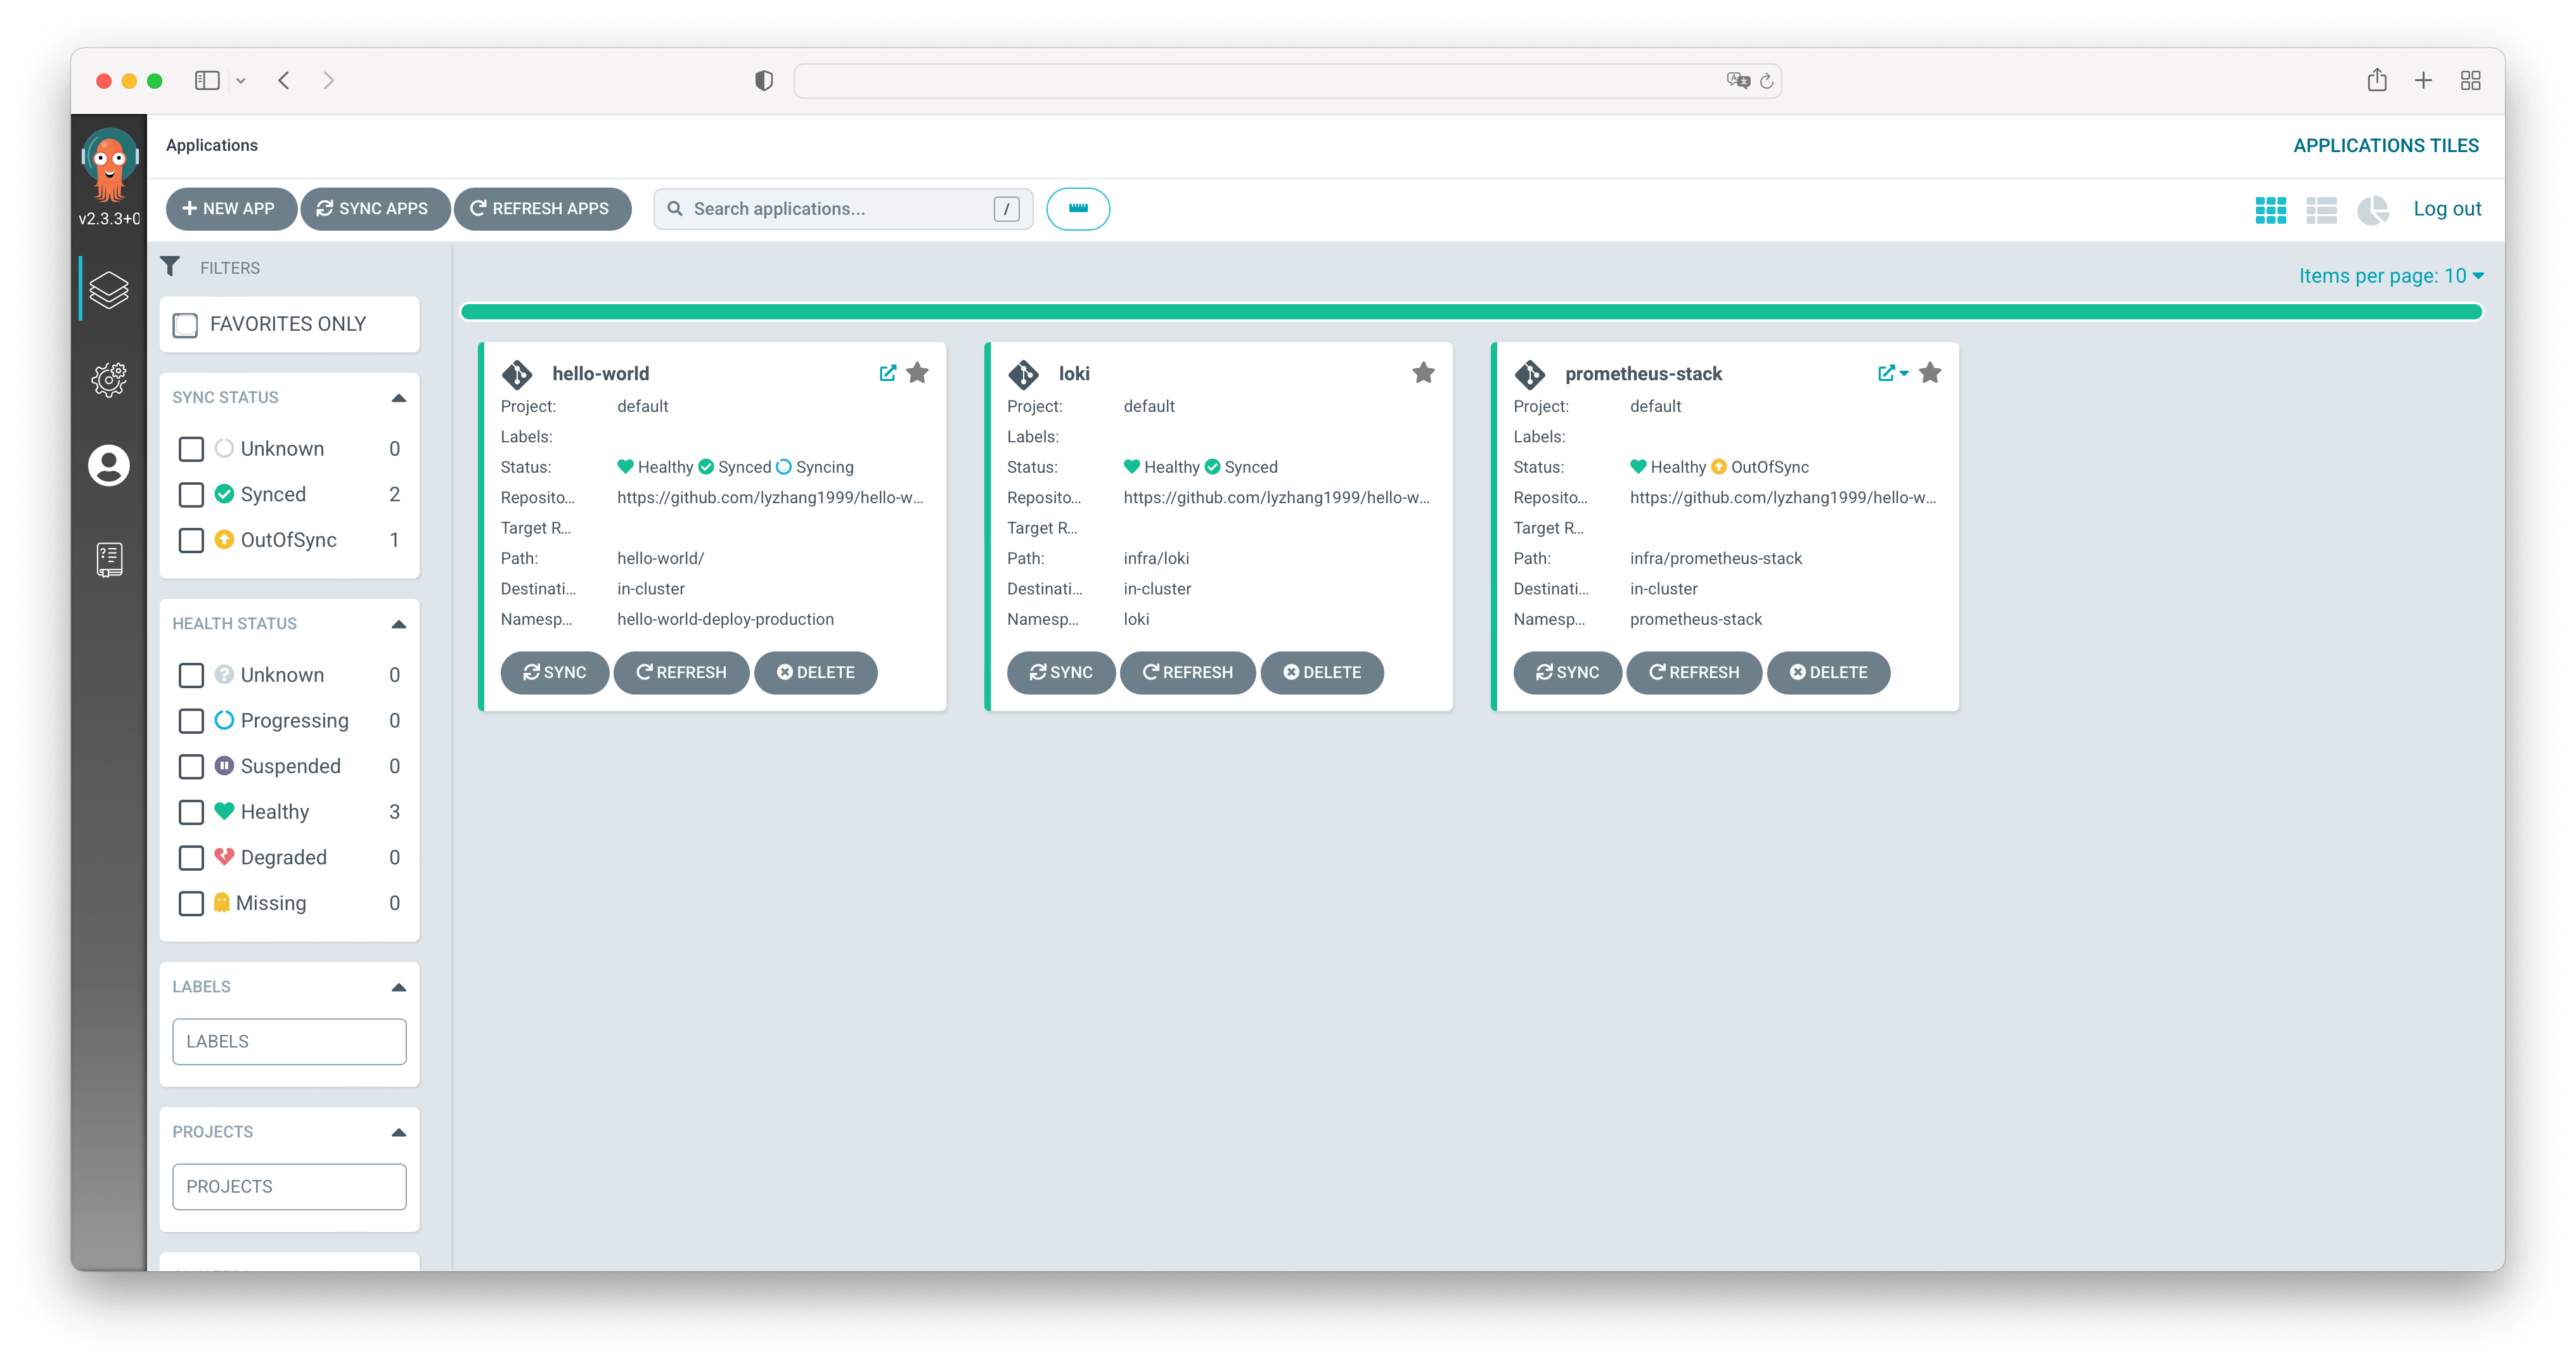 Applications
APPLICATIONS TILES
v2.3.3+0
NEW APP
SYNC APPS
REFRESH APPS
Search applications...
/
Log out
FILTERS
FAVORITES ONLY
SYNC STATUS
Unknown 0
Synced 2
OutOfSync 1
HEALTH STATUS
Unknown 0
Progressing 0
Suspended 0
Healthy 3
Degraded 0
Missing 0
LABELS
LABELS
PROJECTS
PROJECTS
Items per page: 10
hello-world
Project: default
Labels:
Status: Healthy Synced Syncing
Reposito... https://github.com/lyzhang1999/hello-w...
Target R...
Path: hello-world/
Destinati... in-cluster
Namesp... hello-world-deploy-production
SYNC REFRESH DELETE
loki
Project: default
Labels:
Status: Healthy Synced
Reposito... https://github.com/lyzhang1999/hello-w...
Target R...
Path: infra/loki
Destinati... in-cluster
Namesp... loki
SYNC REFRESH DELETE
prometheus-stack
Project: default
Labels:
Status: Healthy OutOfSync
Reposito... https://github.com/lyzhang1999/hello-w...
Target R...
Path: infra/prometheus-stack
Destinati... in-cluster
Namesp... prometheus-stack
SYNC REFRESH DELETE